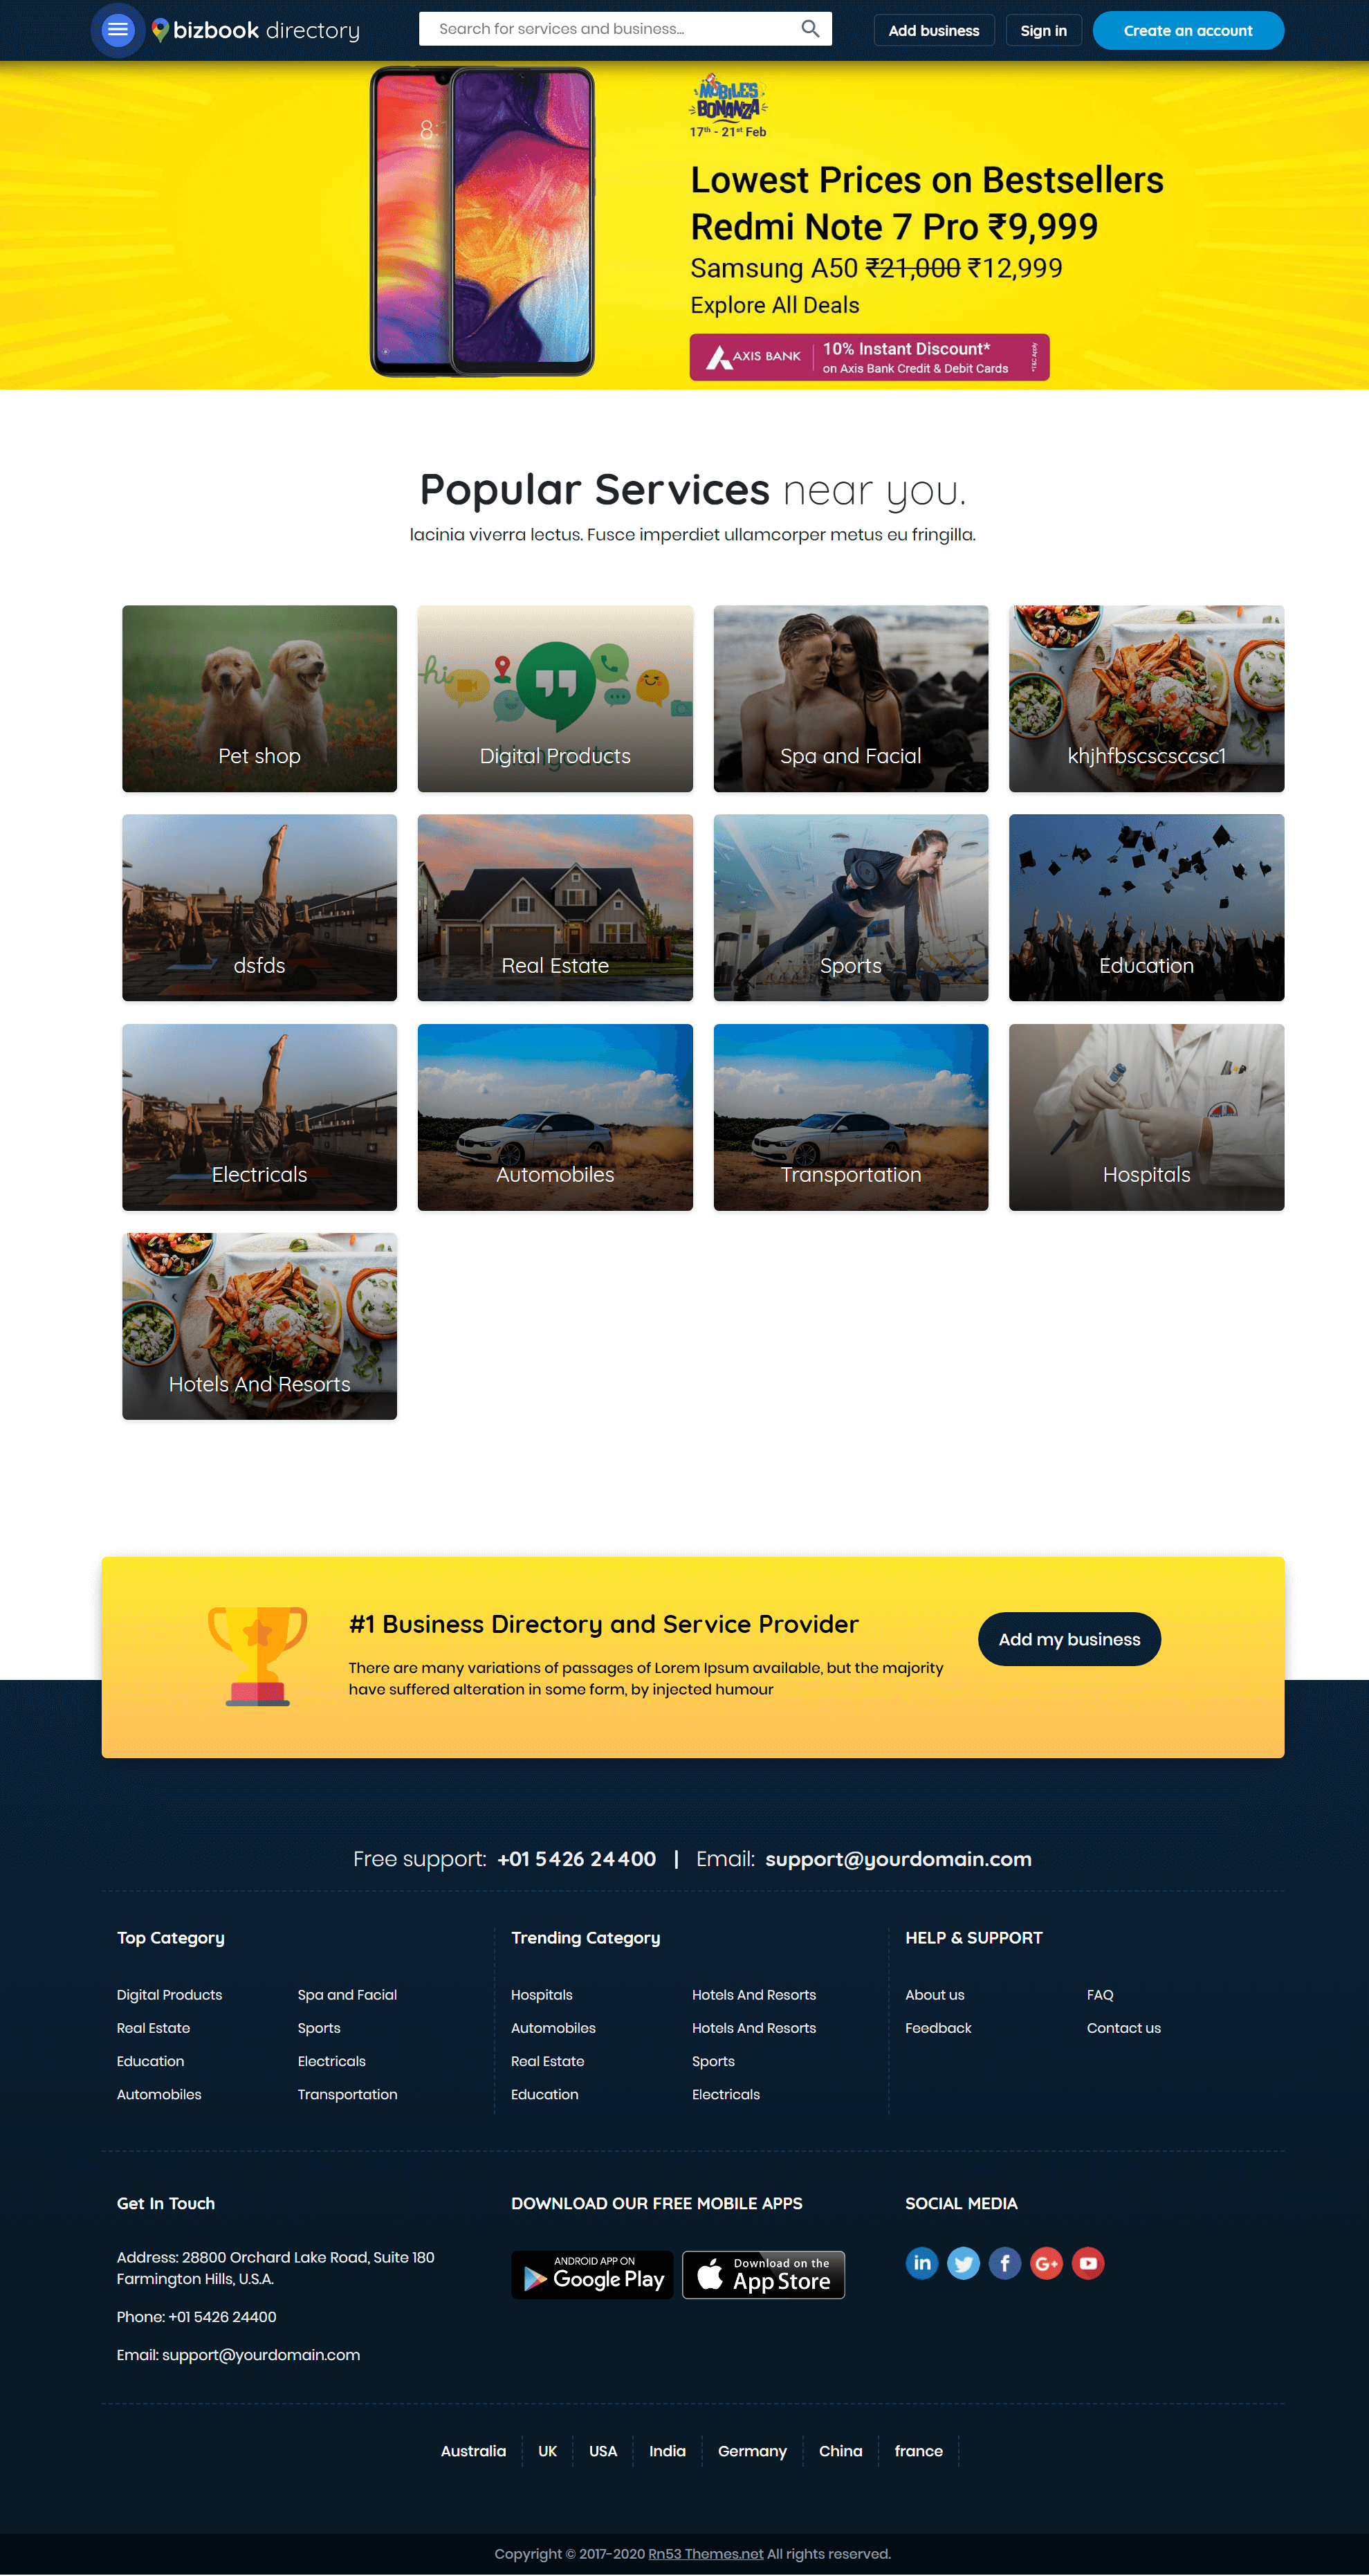 bizbook directory
Search for services and business...
Add business
Sign in
Create an account
MOBILES
BONANZA
17th - 21st Feb
Lowest Prices on Bestsellers
Redmi Note 7 Pro ₹9,999
Samsung A50 ₹21,000 ₹12,999
Explore All Deals
AXIS BANK
10% Instant Discount*
on Axis Bank Credit & Debit Cards
*T&C Apply
Popular Services near you.
lacinia viverra lectus. Fusce imperdiet ullamcorper metus eu fringilla.
hi
Pet shop
Digital Products
Spa and Facial
khjhfbscscsccsc1
dsfds
Real Estate
Sports
Education
Electricals
Automobiles
Transportation
Hospitals
Hotels And Resorts
#1 Business Directory and Service Provider
There are many variations of passages of Lorem Ipsum available, but the majority
have suffered alteration in some form, by injected humour
Add my business
Free support: +01 5426 24400 | Email: support@yourdomain.com
Top Category
Digital Products
Spa and Facial
Real Estate
Sports
Education
Electricals
Automobiles
Transportation
Trending Category
Hospitals
Hotels And Resorts
Automobiles
Hotels And Resorts
Real Estate
Sports
Education
Electricals
HELP & SUPPORT
About us
FAQ
Feedback
Contact us
Get In Touch
Address: 28800 Orchard Lake Road, Suite 180
Farmington Hills, U.S.A.
Phone: +01 5426 24400
Email: support@yourdomain.com
DOWNLOAD OUR FREE MOBILE APPS
ANDROID APP ON
Google Play
Download on the
App Store
SOCIAL MEDIA
in
f
G+
Australia
UK
USA
India
Germany
China
france
Copyright © 2017-2020 Rn53 Themes.net All rights reserved.